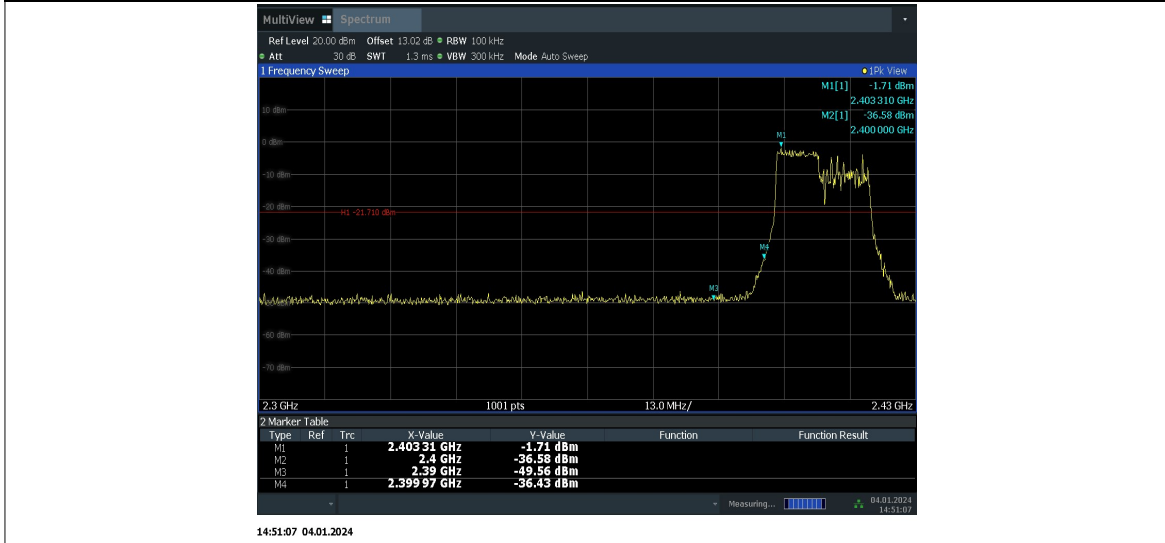 MultiView Spectrum
Ref Level 20.00 dBm Offset 13.02 dB RBW 100 kHz
Att 30 dB SWT 1.3 ms VBW 300 kHz Mode Auto Sweep
1 Frequency Sweep 1Pk View
M1[1] -1.71 dBm
2.403310 GHz
M2[1] -36.58 dBm
2.400000 GHz
10 dBm
M1
0 dBm
-10 dBm
-20 dBm
H1 -21.710 dBm
-30 dBm
M4
-40 dBm
M3
-60 dBm
-70 dBm
2.3 GHz 1001 pts 13.0 MHz/ 2.43 GHz
2 Marker Table
Type Ref Trc X-Value Y-Value Function Function Result
M1 1 2.403 31 GHz -1.71 dBm
M2 1 2.4 GHz -36.58 dBm
M3 1 2.39 GHz -49.56 dBm
M4 1 2.399 97 GHz -36.43 dBm
Measuring... 04.01.2024
14:51:07
14:51:07 04.01.2024